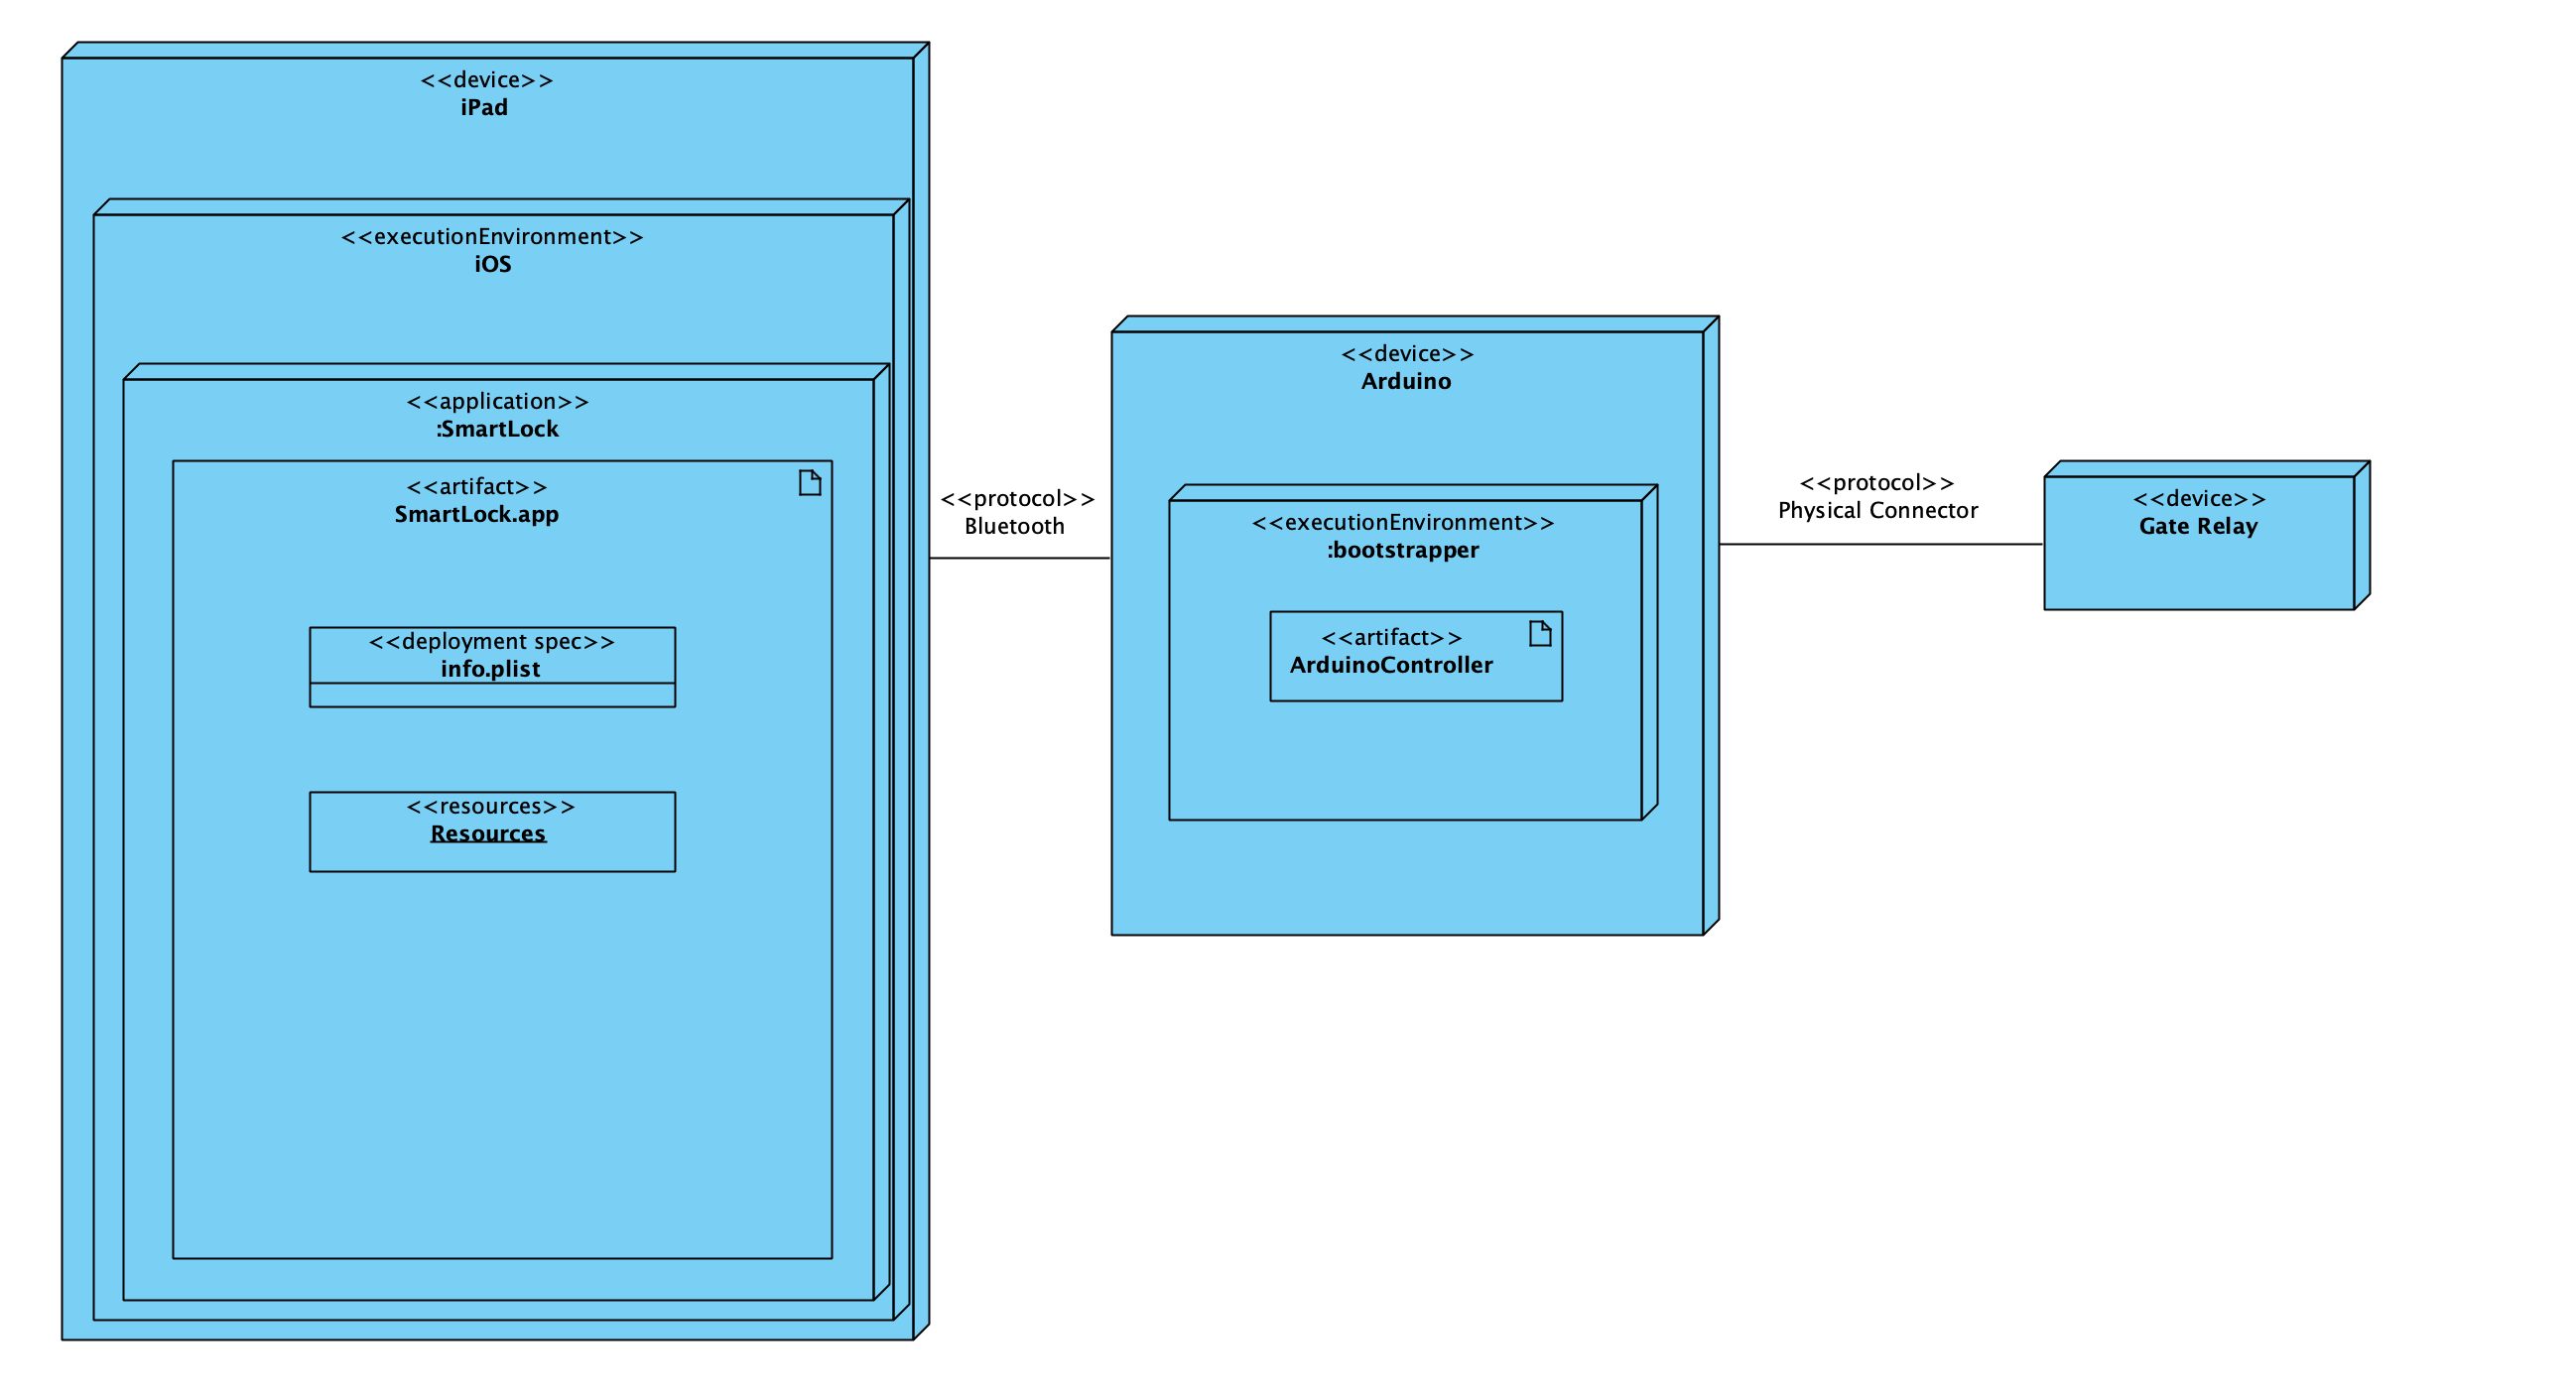 <<device>>
iPad
<<executionEnvironment>>
iOS
<<application>>
:SmartLock
<<artifact>>
SmartLock.app
<<deployment spec>>
info.plist
<<resources>>
Resources
<<protocol>>
Bluetooth
<<device>>
Arduino
<<executionEnvironment>>
:bootstrapper
<<artifact>>
ArduinoController
<<protocol>>
Physical Connector
<<device>>
Gate Relay